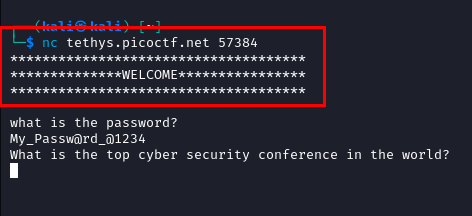 (kali㉿kali) [~]
└─$ nc tethys.picoctf.net 57384
*************************************
**************WELCOME****************
*************************************
what is the password?
My_Passw@rd_@1234
What is the top cyber security conference in the world?